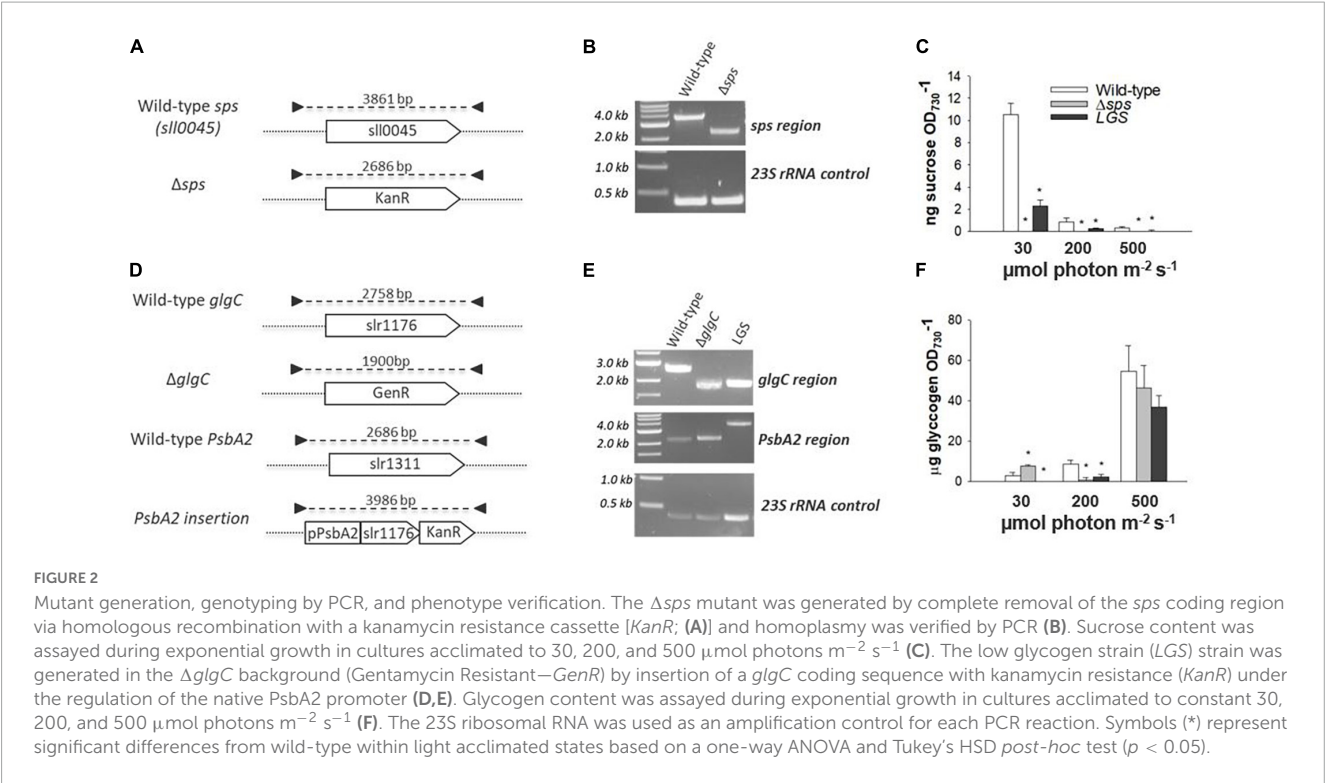 A
Wild-type sps
(sll0045)
3861 bp
sll0045
Δsps
2686 bp
KanR
B
Wild-type
Δsps
4.0 kb
2.0 kb
sps region
1.0 kb
0.5 kb
23S rRNA control
C
ng sucrose OD730-1
14
12
10
8
6
4
2
0
Wild-type
Δsps
LGS
*
*
*
*
*
*
30 200 500
µmol photon m-2 s-1
D
Wild-type glgC
2758 bp
slr1176
ΔglgC
1900bp
GenR
Wild-type PsbA2
2686 bp
slr1311
PsbA2 insertion
3986 bp
pPsbA2 slr1176 KanR
E
Wild-type
ΔglgC
LGS
3.0 kb
2.0 kb
glgC region
4.0 kb
2.0 kb
PsbA2 region
1.0 kb
0.5 kb
23S rRNA control
F
µg glyccogen OD730-1
80
60
40
20
0
*
*
*
*
30 200 500
µmol photon m-2 s-1
FIGURE 2
Mutant generation, genotyping by PCR, and phenotype verification. The Δsps mutant was generated by complete removal of the sps coding region
via homologous recombination with a kanamycin resistance cassette [KanR; (A)] and homoplasmy was verified by PCR (B). Sucrose content was
assayed during exponential growth in cultures acclimated to 30, 200, and 500 µmol photons m−2 s−1 (C). The low glycogen strain (LGS) strain was
generated in the ΔglgC background (Gentamycin Resistant—GenR) by insertion of a glgC coding sequence with kanamycin resistance (KanR) under
the regulation of the native PsbA2 promoter (D,E). Glycogen content was assayed during exponential growth in cultures acclimated to constant 30,
200, and 500 µmol photons m−2 s−1 (F). The 23S ribosomal RNA was used as an amplification control for each PCR reaction. Symbols (*) represent
significant differences from wild-type within light acclimated states based on a one-way ANOVA and Tukey's HSD post-hoc test (p < 0.05).